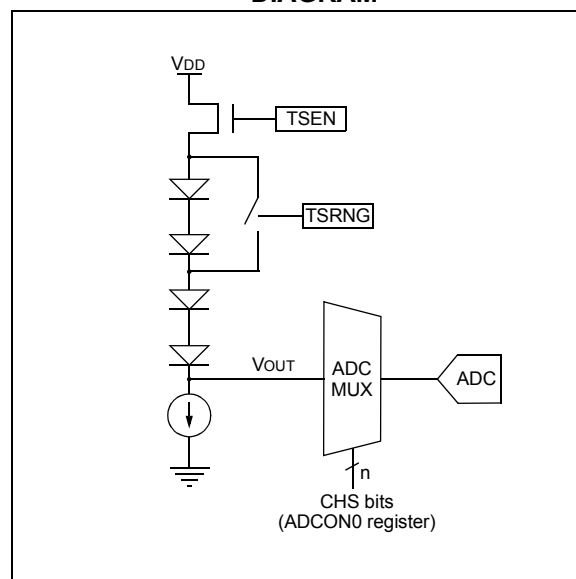 DIAGRAM
VDD
TSEN
TSRNG
VOUT
ADC
MUX
ADC
n
CHS bits
(ADCON0 register)